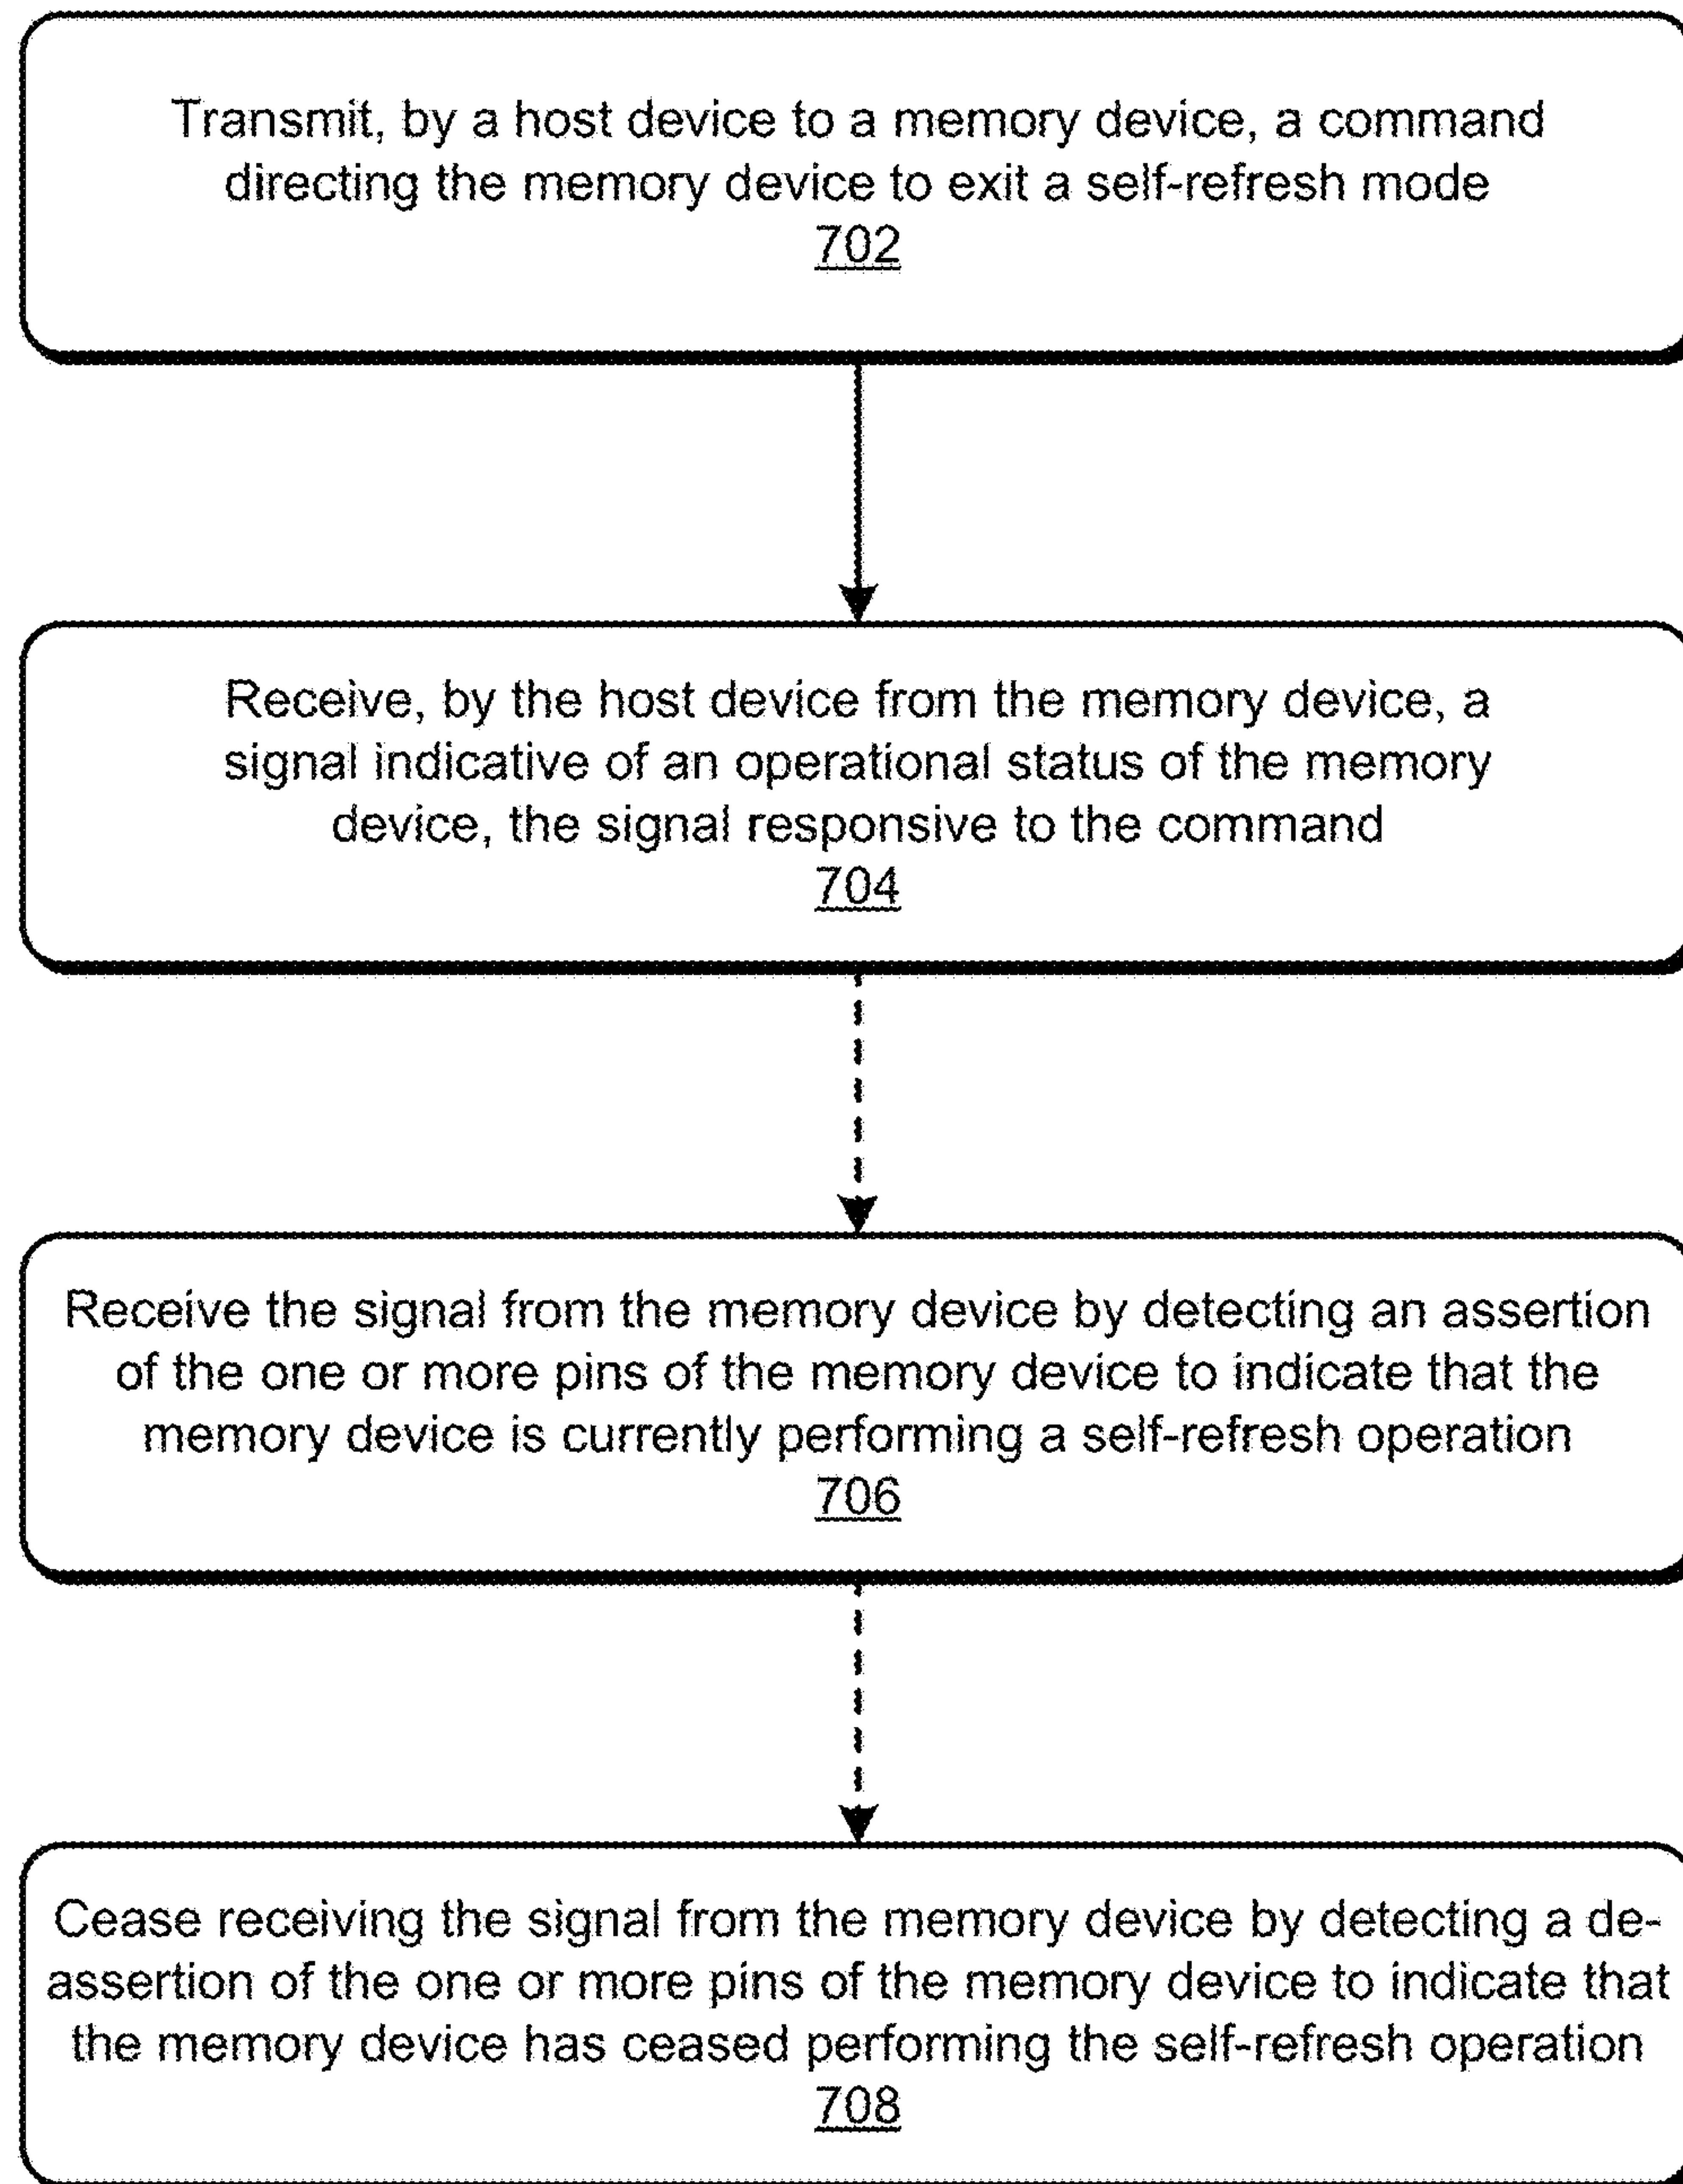 Transmit, by a host device to a memory device, a command
directing the memory device to exit a self-refresh mode
702
Receive, by the host device from the memory device, a
signal indicative of an operational status of the memory
device, the signal responsive to the command
704
Receive the signal from the memory device by detecting an assertion
of the one or more pins of the memory device to indicate that the
memory device is currently performing a self-refresh operation
706
Cease receiving the signal from the memory device by detecting a de-
assertion of the one or more pins of the memory device to indicate that
the memory device has ceased performing the self-refresh operation
708